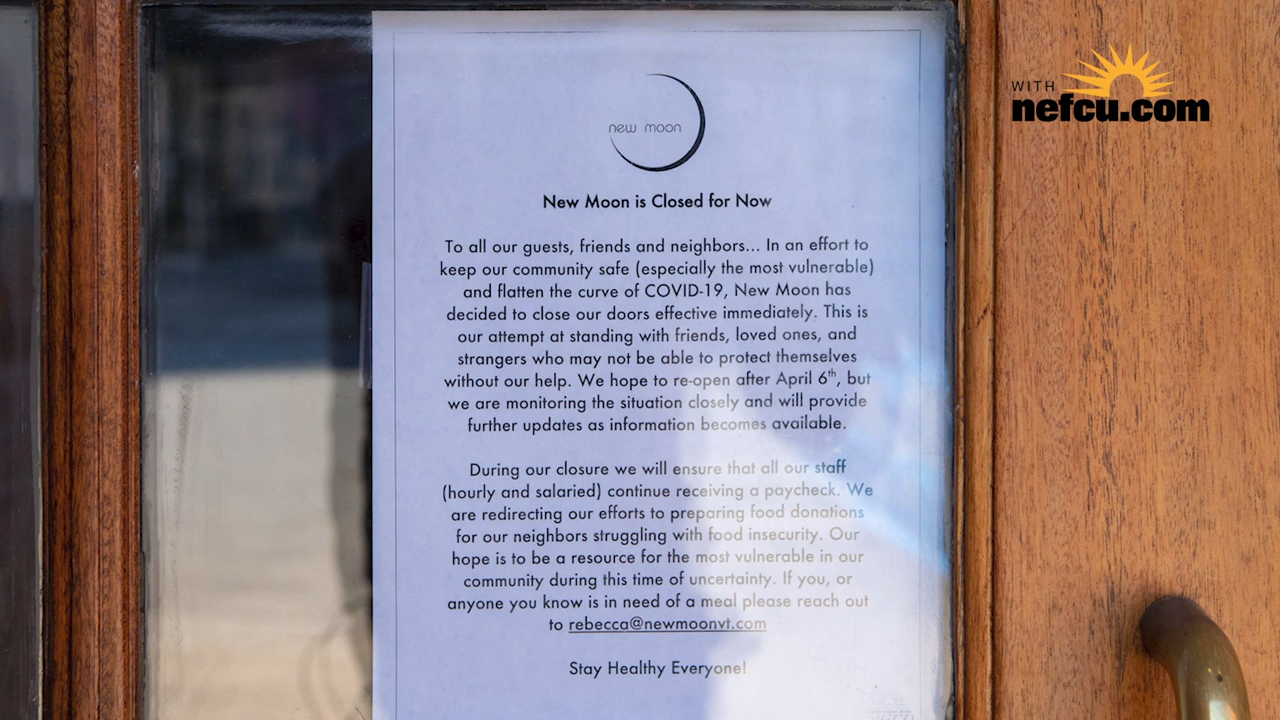 WITH
nefcu.com
new moon
New Moon is Closed for Now
To all our guests, friends and neighbors... In an effort to
keep our community safe (especially the most vulnerable)
and flatten the curve of COVID-19, New Moon has
decided to close our doors effective immediately. This is
our attempt at standing with friends, loved ones, and
strangers who may not be able to protect themselves
without our help. We hope to re-open after April 6th, but
we are monitoring the situation closely and will provide
further updates as information becomes available.
During our closure we will ensure that all our staff
(hourly and salaried) continue receiving a paycheck. We
are redirecting our efforts to preparing food donations
for our neighbors struggling with food insecurity. Our
hope is to be a resource for the most vulnerable in our
community during this time of uncertainty. If you, or
anyone you know is in need of a meal please reach out
to rebecca@newmoonvt.com
Stay Healthy Everyone!